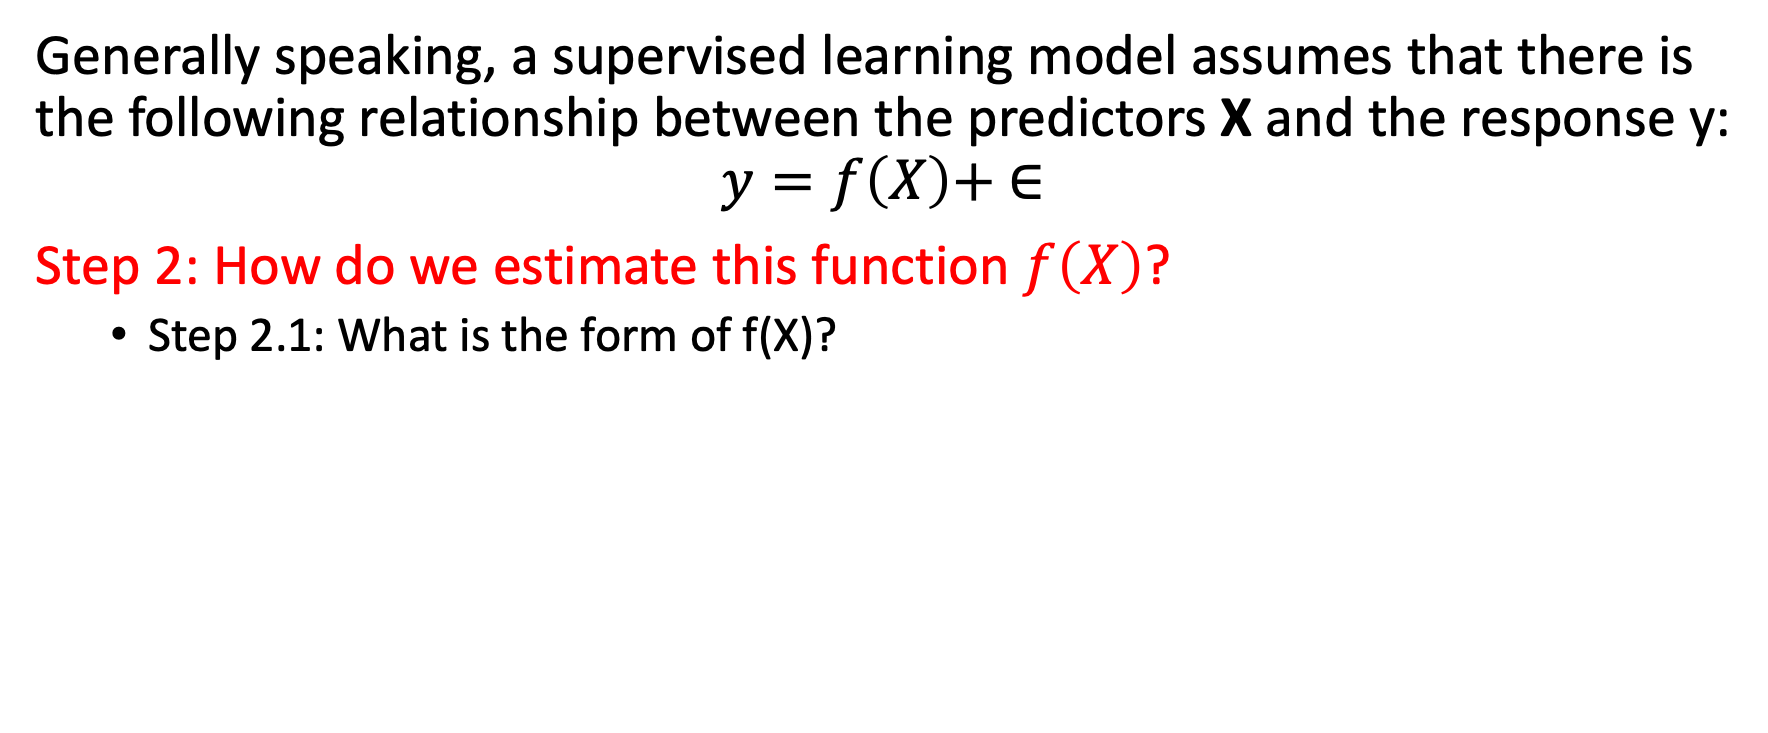 Generally speaking, a supervised learning model assumes that there is
the following relationship between the predictors X and the response y:
y = f(X)+ ∈
Step 2: How do we estimate this function f(X)?
• Step 2.1: What is the form of f(X)?